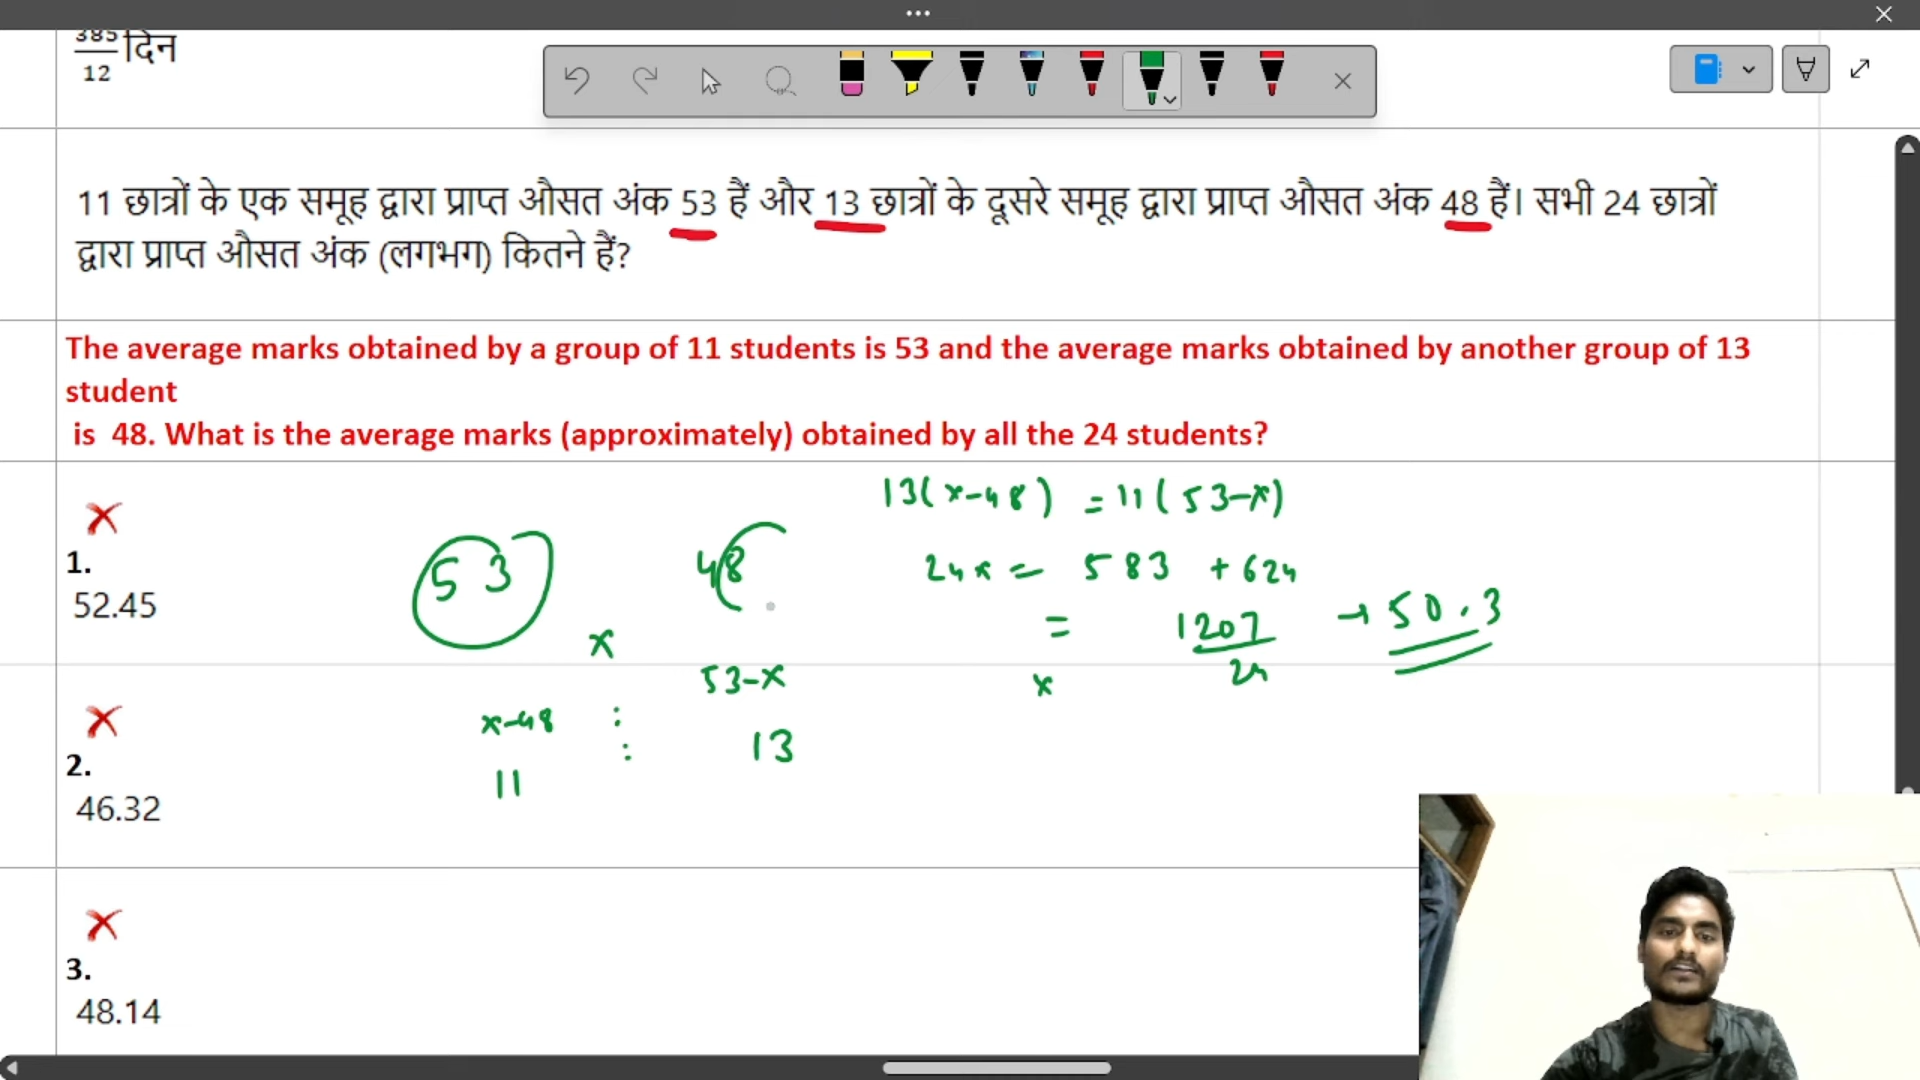 385
12 दिन
11 छात्रों के एक समूह द्वारा प्राप्त औसत अंक 53 हैं और 13 छात्रों के दूसरे समूह द्वारा प्राप्त औसत अंक 48 हैं। सभी 24 छात्रों
द्वारा प्राप्त औसत अंक (लगभग) कितने हैं?
The average marks obtained by a group of 11 students is 53 and the average marks obtained by another group of 13
student
is 48. What is the average marks (approximately) obtained by all the 24 students?
13(x-48) = 11(53-x)
53 48 24x = 583 + 624
1.
52.45
x = 1207 → 50.3
53-x x 24
x-48 :
: 13
11
2.
46.32
3.
48.14